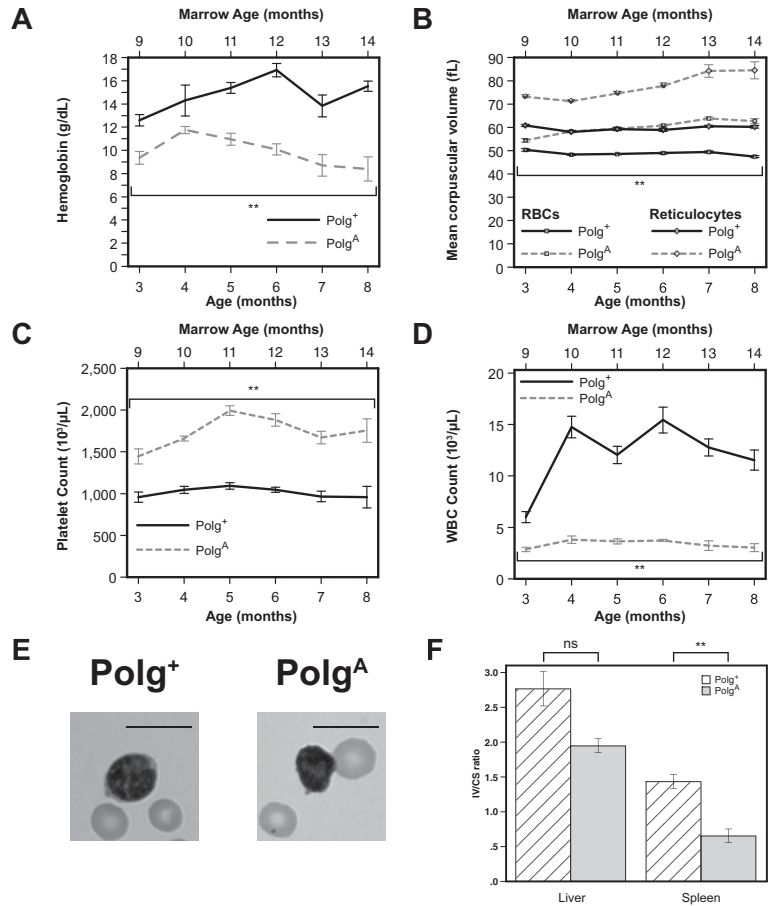 A
Marrow Age (months)
9 10 11 12 13 14
18
16
14
12
10
8
6
4
2
0
Hemoglobin (g/dL)
**
Polg+
PolgA
3 4 5 6 7 8
Age (months)
B
Marrow Age (months)
9 10 11 12 13 14
90
80
70
60
50
40
30
20
10
0
Mean corpuscular volume (fL)
**
RBCs Reticulocytes
Polg+ Polg+
PolgA PolgA
3 4 5 6 7 8
Age (months)
C
Marrow Age (months)
9 10 11 12 13 14
2,500
2,000
1,500
1,000
500
0
Platelet Count (10³/µL)
**
Polg+
PolgA
3 4 5 6 7 8
Age (months)
D
Marrow Age (months)
9 10 11 12 13 14
20
15
10
5
0
WBC Count (10³/µL)
Polg+
PolgA
**
3 4 5 6 7 8
Age (months)
E
Polg+ PolgA
F
ns **
3.0
2.5
2.0
1.5
1.0
.5
.0
IV/CS ratio
Polg+
PolgA
Liver Spleen